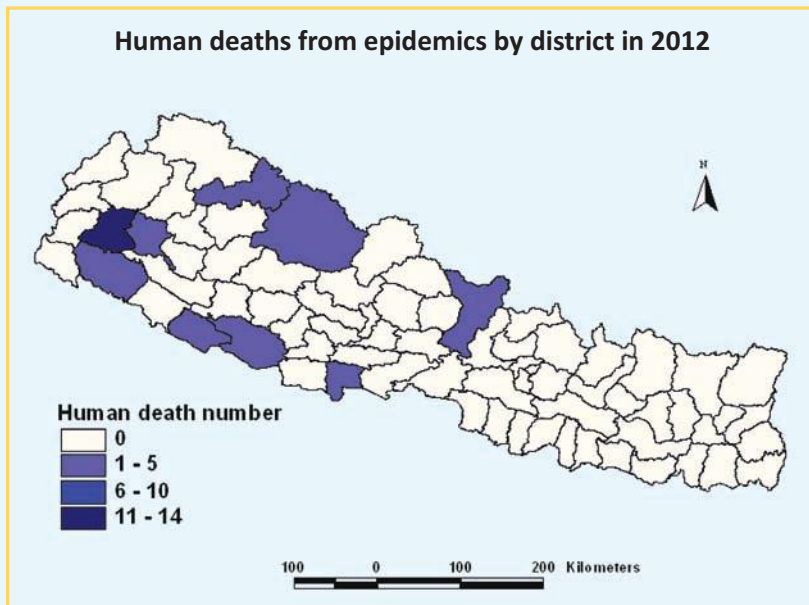 Human deaths from epidemics by district in 2012
N
Human death number
0
1 - 5
6 - 10
11 - 14
100 0 100 200 Kilometers